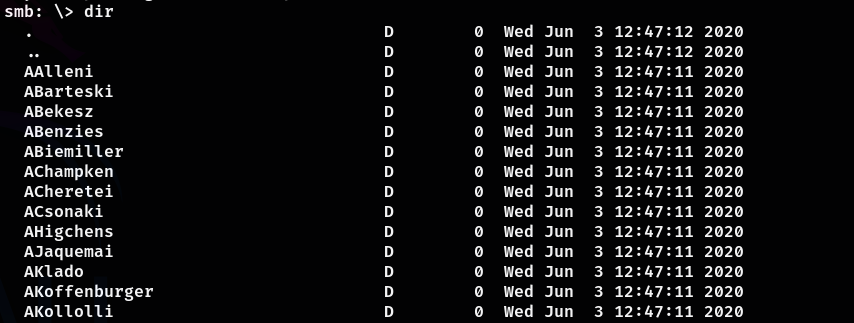 smb: \> dir
. D 0 Wed Jun 3 12:47:12 2020
.. D 0 Wed Jun 3 12:47:12 2020
AAlleni D 0 Wed Jun 3 12:47:11 2020
ABarteski D 0 Wed Jun 3 12:47:11 2020
ABekesz D 0 Wed Jun 3 12:47:11 2020
ABenzies D 0 Wed Jun 3 12:47:11 2020
ABiemiller D 0 Wed Jun 3 12:47:11 2020
AChampken D 0 Wed Jun 3 12:47:11 2020
ACheretei D 0 Wed Jun 3 12:47:11 2020
ACsonaki D 0 Wed Jun 3 12:47:11 2020
AHigchens D 0 Wed Jun 3 12:47:11 2020
AJaquemai D 0 Wed Jun 3 12:47:11 2020
AKlado D 0 Wed Jun 3 12:47:11 2020
AKoffenburger D 0 Wed Jun 3 12:47:11 2020
AKollolli D 0 Wed Jun 3 12:47:11 2020